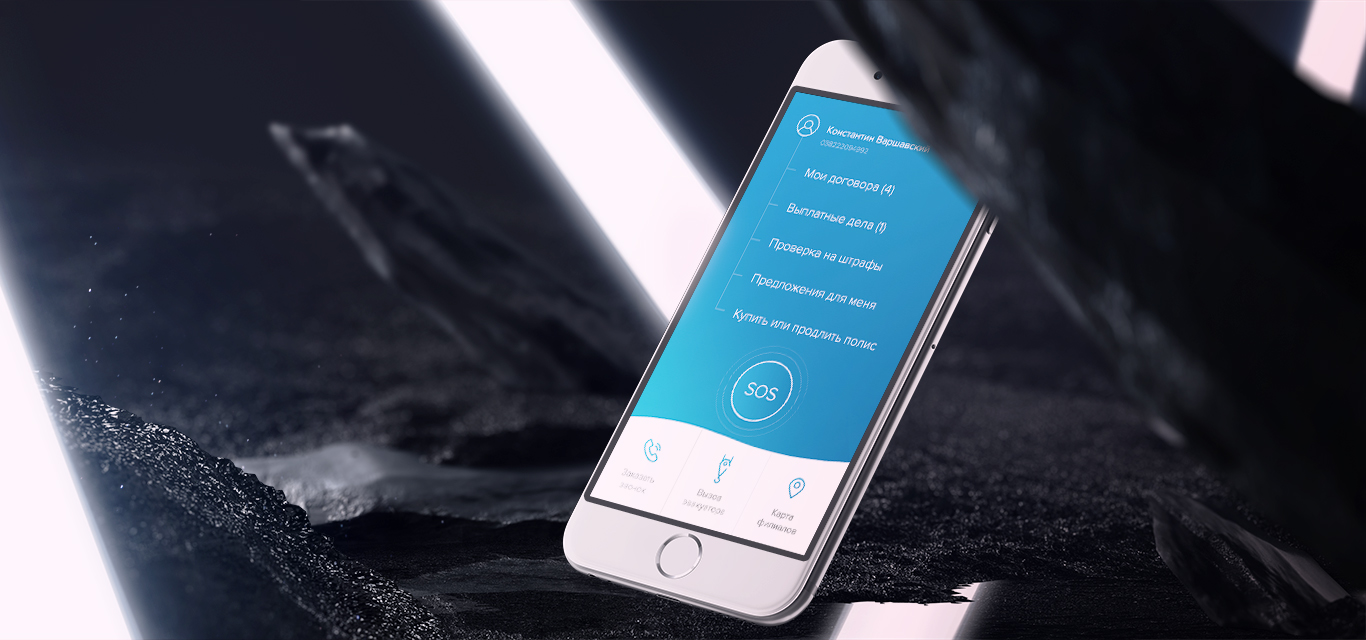 Константин Варшавский
Мои договора (4)
Выплатные дела (1)
Проверка на штрафы
Предложения для меня
Купить или продлить полис
SOS
Заказать
звонок
Вызов
эвакуатора
Карта
филиалов